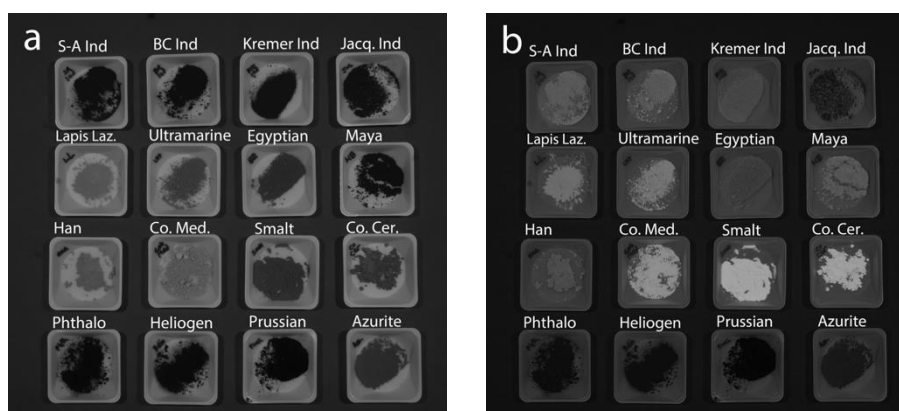 a
S-A Ind BC Ind Kremer Ind Jacq. Ind
Lapis Laz. Ultramarine Egyptian Maya
Han Co. Med. Smalt Co. Cer.
Phthalo Heliogen Prussian Azurite
b
S-A Ind BC Ind Kremer Ind Jacq. Ind
Lapis Laz. Ultramarine Egyptian Maya
Han Co. Med. Smalt Co. Cer.
Phthalo Heliogen Prussian Azurite